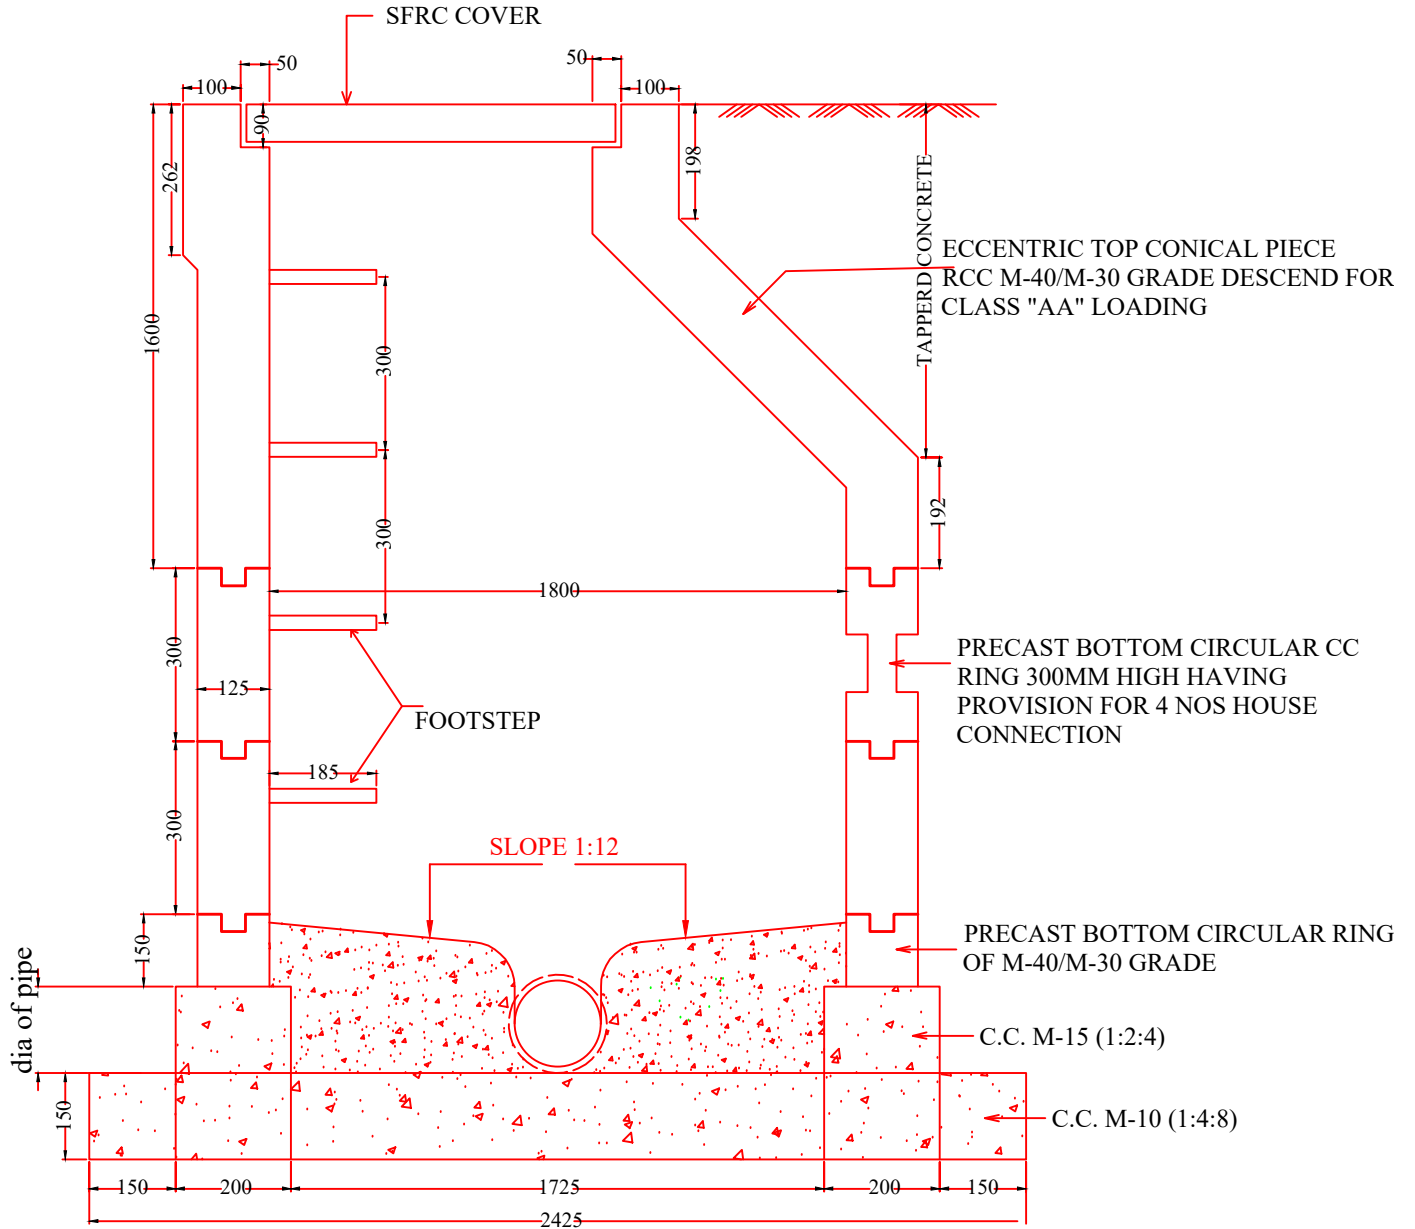 SFRC COVER
50
50
100
100
90
262
198
TAPPERD CONCRETE
ECCENTRIC TOP CONICAL PIECE
RCC M-40/M-30 GRADE DESCEND FOR
CLASS "AA" LOADING
1600
300
192
300
1800
300
PRECAST BOTTOM CIRCULAR CC
RING 300MM HIGH HAVING
PROVISION FOR 4 NOS HOUSE
CONNECTION
125
FOOTSTEP
185
300
SLOPE 1:12
150
PRECAST BOTTOM CIRCULAR RING
OF M-40/M-30 GRADE
dia of pipe
C.C. M-15 (1:2:4)
150
C.C. M-10 (1:4:8)
150
200
1725
200
150
2425